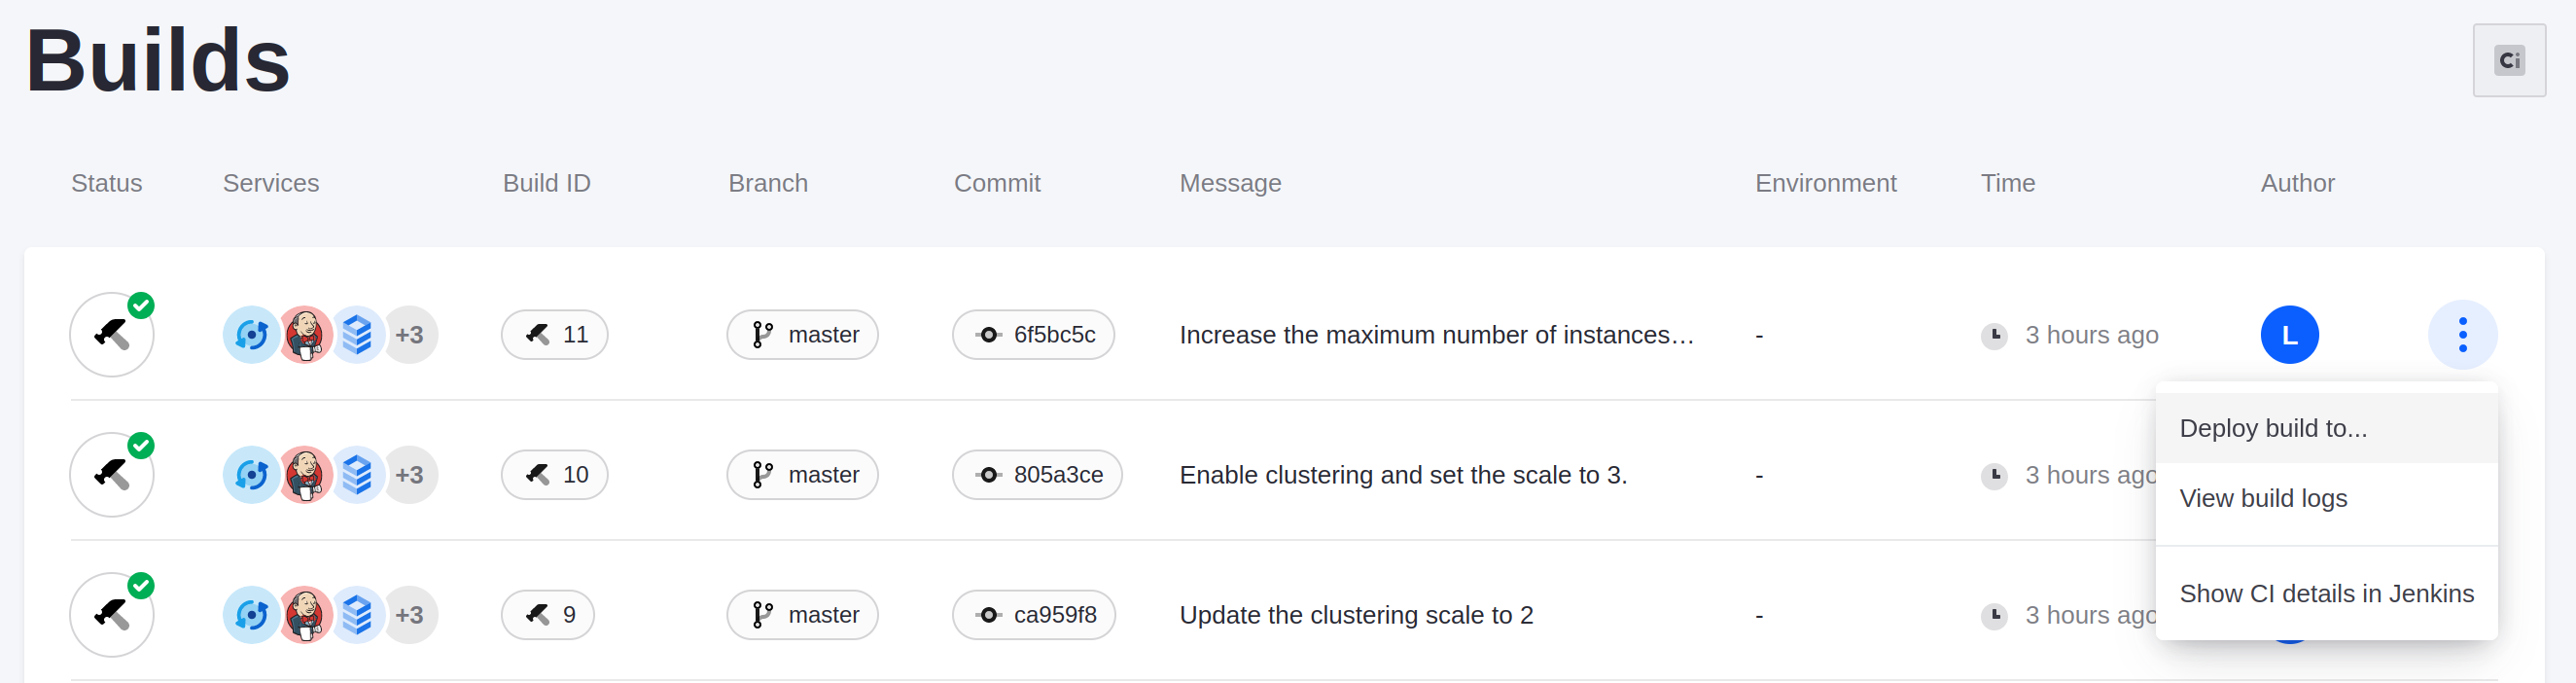 Builds
Ci
Status Services Build ID Branch Commit Message Environment Time Author
+3 11 master 6f5bc5c Increase the maximum number of instances… - 3 hours ago L
Deploy build to...
+3 10 master 805a3ce Enable clustering and set the scale to 3. - 3 hours ago
View build logs
Show CI details in Jenkins
+3 9 master ca959f8 Update the clustering scale to 2 - 3 hours ago